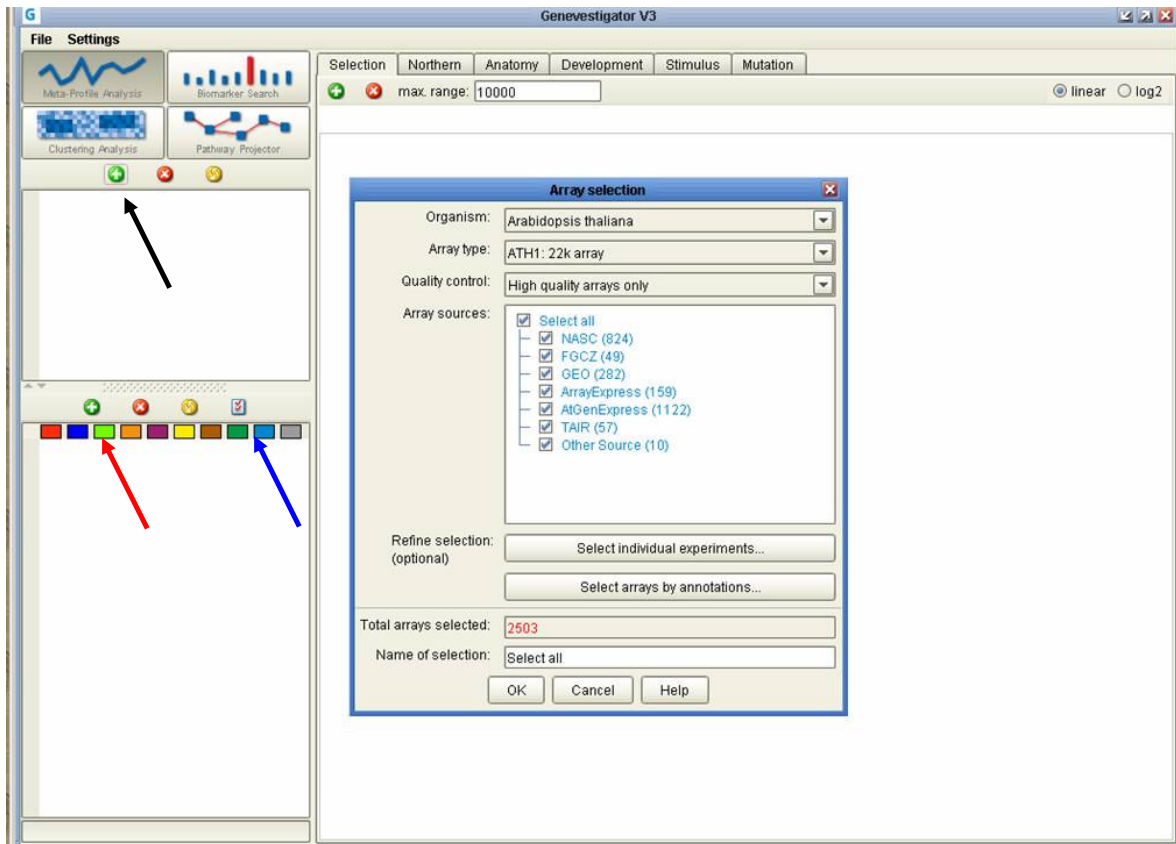 G
Genevestigator V3
File Settings
Meta-Profile Analysis
Biomarker Search
Clustering Analysis
Pathway Projector
Selection Northern Anatomy Development Stimulus Mutation
max. range: 10000 linear log2
Array selection
Organism: Arabidopsis thaliana
Array type: ATH1: 22k array
Quality control: High quality arrays only
Array sources: Select all
NASC (824)
FGCZ (49)
GEO (282)
ArrayExpress (159)
AtGenExpress (1122)
TAIR (57)
Other Source (10)
Refine selection: Select individual experiments...
(optional)
Select arrays by annotations...
Total arrays selected: 2503
Name of selection: Select all
OK Cancel Help